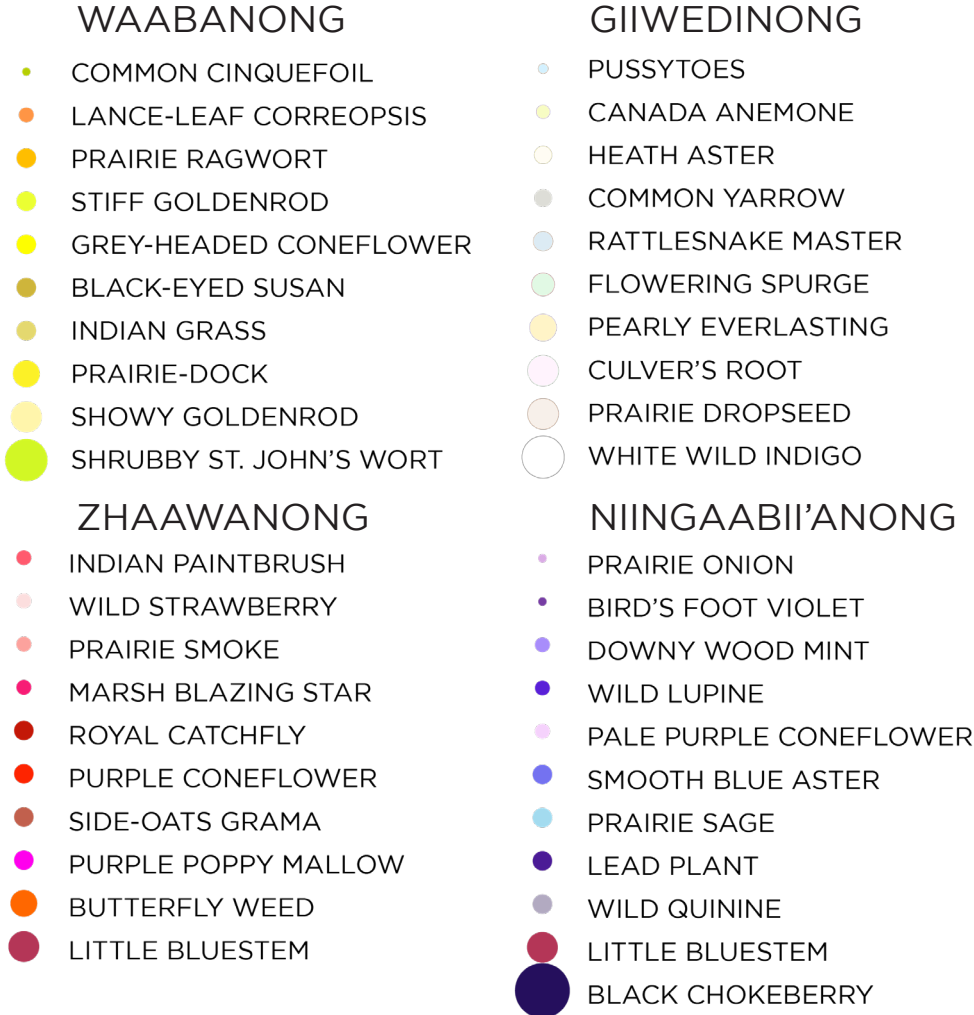 WAABANONG
COMMON CINQUEFOIL
LANCE-LEAF CORREOPSIS
PRAIRIE RAGWORT
STIFF GOLDENROD
GREY-HEADED CONEFLOWER
BLACK-EYED SUSAN
INDIAN GRASS
PRAIRIE-DOCK
SHOWY GOLDENROD
SHRUBBY ST. JOHN'S WORT
GIIWEDINONG
PUSSYTOES
CANADA ANEMONE
HEATH ASTER
COMMON YARROW
RATTLESNAKE MASTER
FLOWERING SPURGE
PEARLY EVERLASTING
CULVER'S ROOT
PRAIRIE DROPSEED
WHITE WILD INDIGO
ZHAAWANONG
INDIAN PAINTBRUSH
WILD STRAWBERRY
PRAIRIE SMOKE
MARSH BLAZING STAR
ROYAL CATCHFLY
PURPLE CONEFLOWER
SIDE-OATS GRAMA
PURPLE POPPY MALLOW
BUTTERFLY WEED
LITTLE BLUESTEM
NIINGAABII'ANONG
PRAIRIE ONION
BIRD'S FOOT VIOLET
DOWNY WOOD MINT
WILD LUPINE
PALE PURPLE CONEFLOWER
SMOOTH BLUE ASTER
PRAIRIE SAGE
LEAD PLANT
WILD QUININE
LITTLE BLUESTEM
BLACK CHOKEBERRY